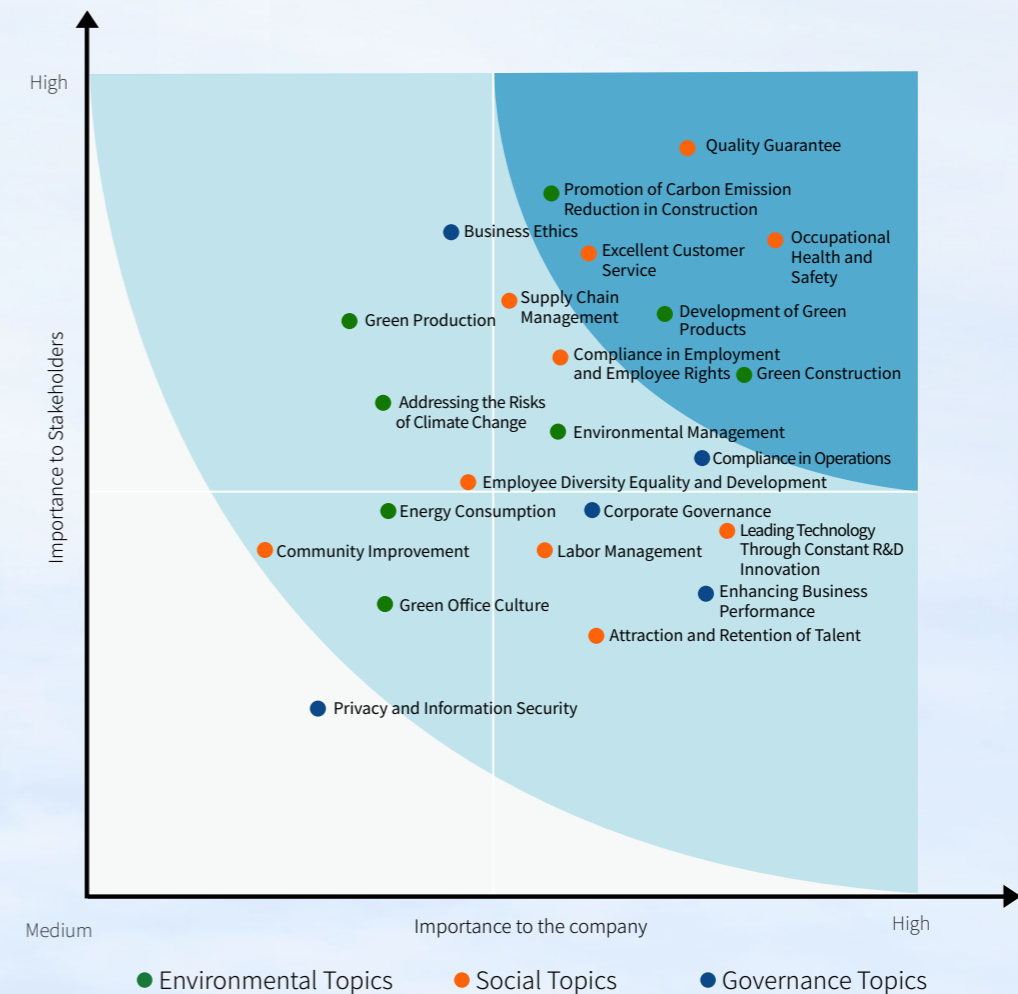 High
Quality Guarantee
Promotion of Carbon Emission
Reduction in Construction
Business Ethics
Occupational
Health and
Safety
Excellent Customer
Service
Supply Chain
Management
Development of Green
Products
Green Production
Compliance in Employment
and Employee Rights
Green Construction
Addressing the Risks
of Climate Change
Environmental Management
Compliance in Operations
Employee Diversity Equality and Development
Energy Consumption
Corporate Governance
Leading Technology
Through Constant R&D
Innovation
Community Improvement
Labor Management
Enhancing Business
Performance
Green Office Culture
Attraction and Retention of Talent
Privacy and Information Security
Importance to Stakeholders
Medium
Importance to the company
High
Environmental Topics
Social Topics
Governance Topics